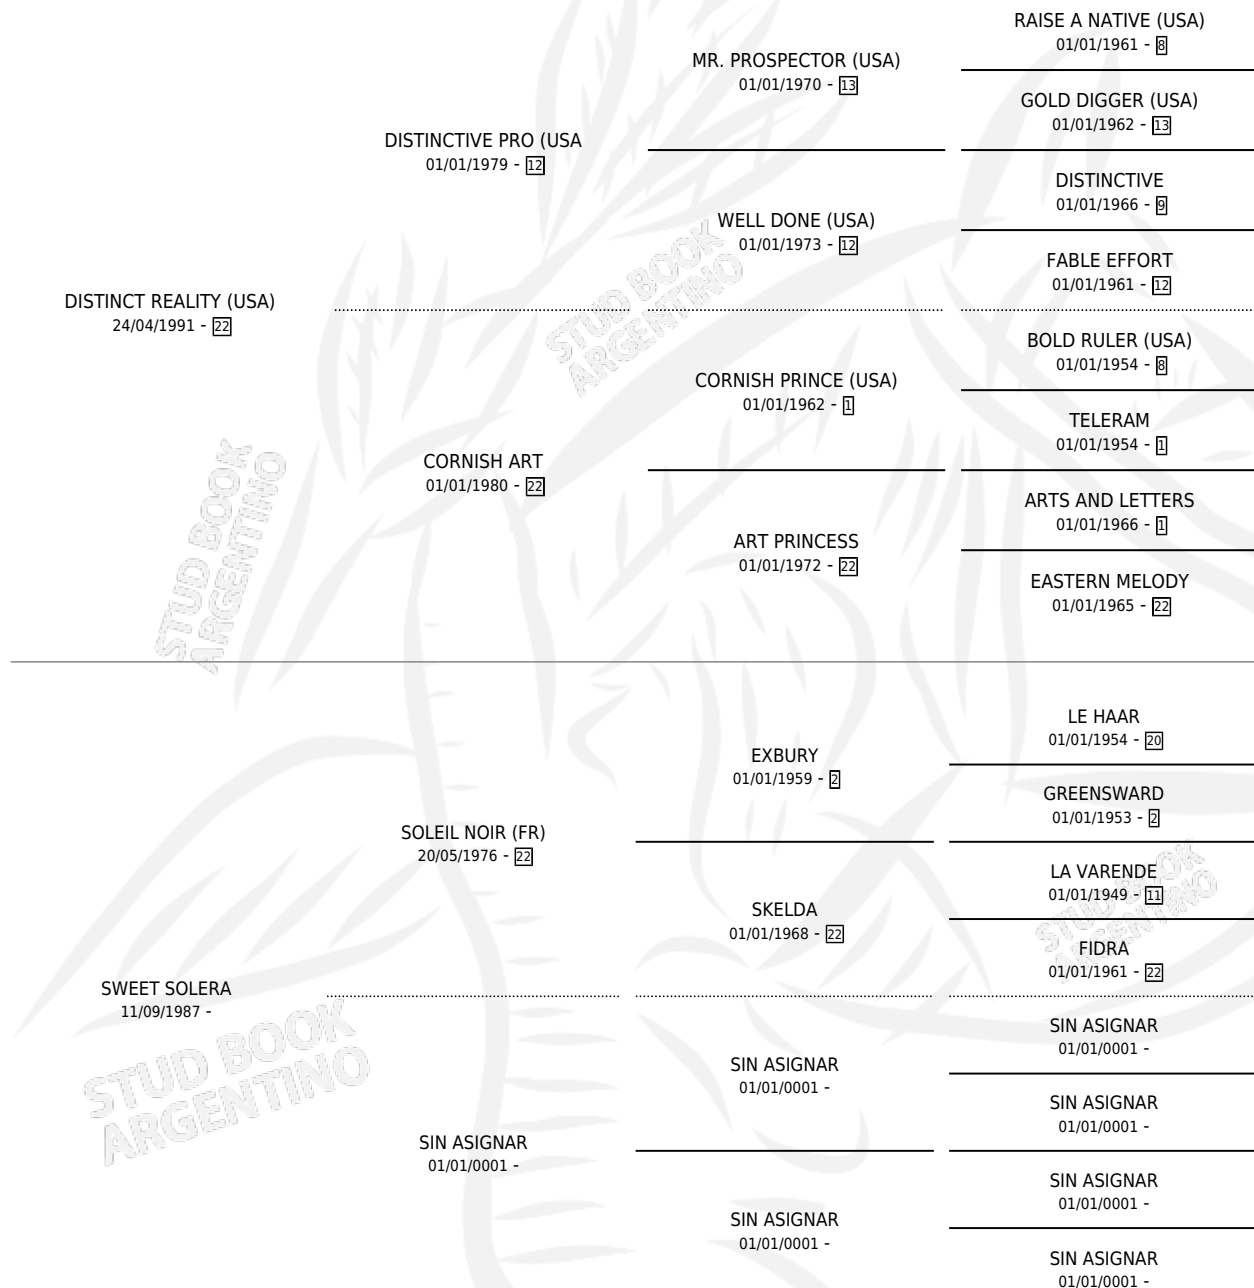 RAISE A NATIVE (USA)
01/01/1961 - 8
MR. PROSPECTOR (USA)
01/01/1970 - 13
GOLD DIGGER (USA)
01/01/1962 - 13
DISTINCTIVE PRO (USA
01/01/1979 - 12
DISTINCTIVE
01/01/1966 - 9
WELL DONE (USA)
01/01/1973 - 12
FABLE EFFORT
01/01/1961 - 12
DISTINCT REALITY (USA)
24/04/1991 - 22
BOLD RULER (USA)
01/01/1954 - 8
CORNISH PRINCE (USA)
01/01/1962 - 1
TELERAM
01/01/1954 - 1
CORNISH ART
01/01/1980 - 22
ARTS AND LETTERS
01/01/1966 - 1
ART PRINCESS
01/01/1972 - 22
EASTERN MELODY
01/01/1965 - 22
STUD BOOK
ARGENTINO
STUD BOOK
ARGENTINO
LE HAAR
01/01/1954 - 20
EXBURY
01/01/1959 - 2
GREENSWARD
01/01/1953 - 2
SOLEIL NOIR (FR)
20/05/1976 - 22
LA VARENDE
01/01/1949 - 11
SKELDA
01/01/1968 - 22
FIDRA
01/01/1961 - 22
SWEET SOLERA
11/09/1987 -
SIN ASIGNAR
01/01/0001 -
SIN ASIGNAR
01/01/0001 -
SIN ASIGNAR
01/01/0001 -
SIN ASIGNAR
01/01/0001 -
SIN ASIGNAR
01/01/0001 -
SIN ASIGNAR
01/01/0001 -
SIN ASIGNAR
01/01/0001 -
STUD BOOK
ARGENTINO
STUD BOOK
ARGENTINO